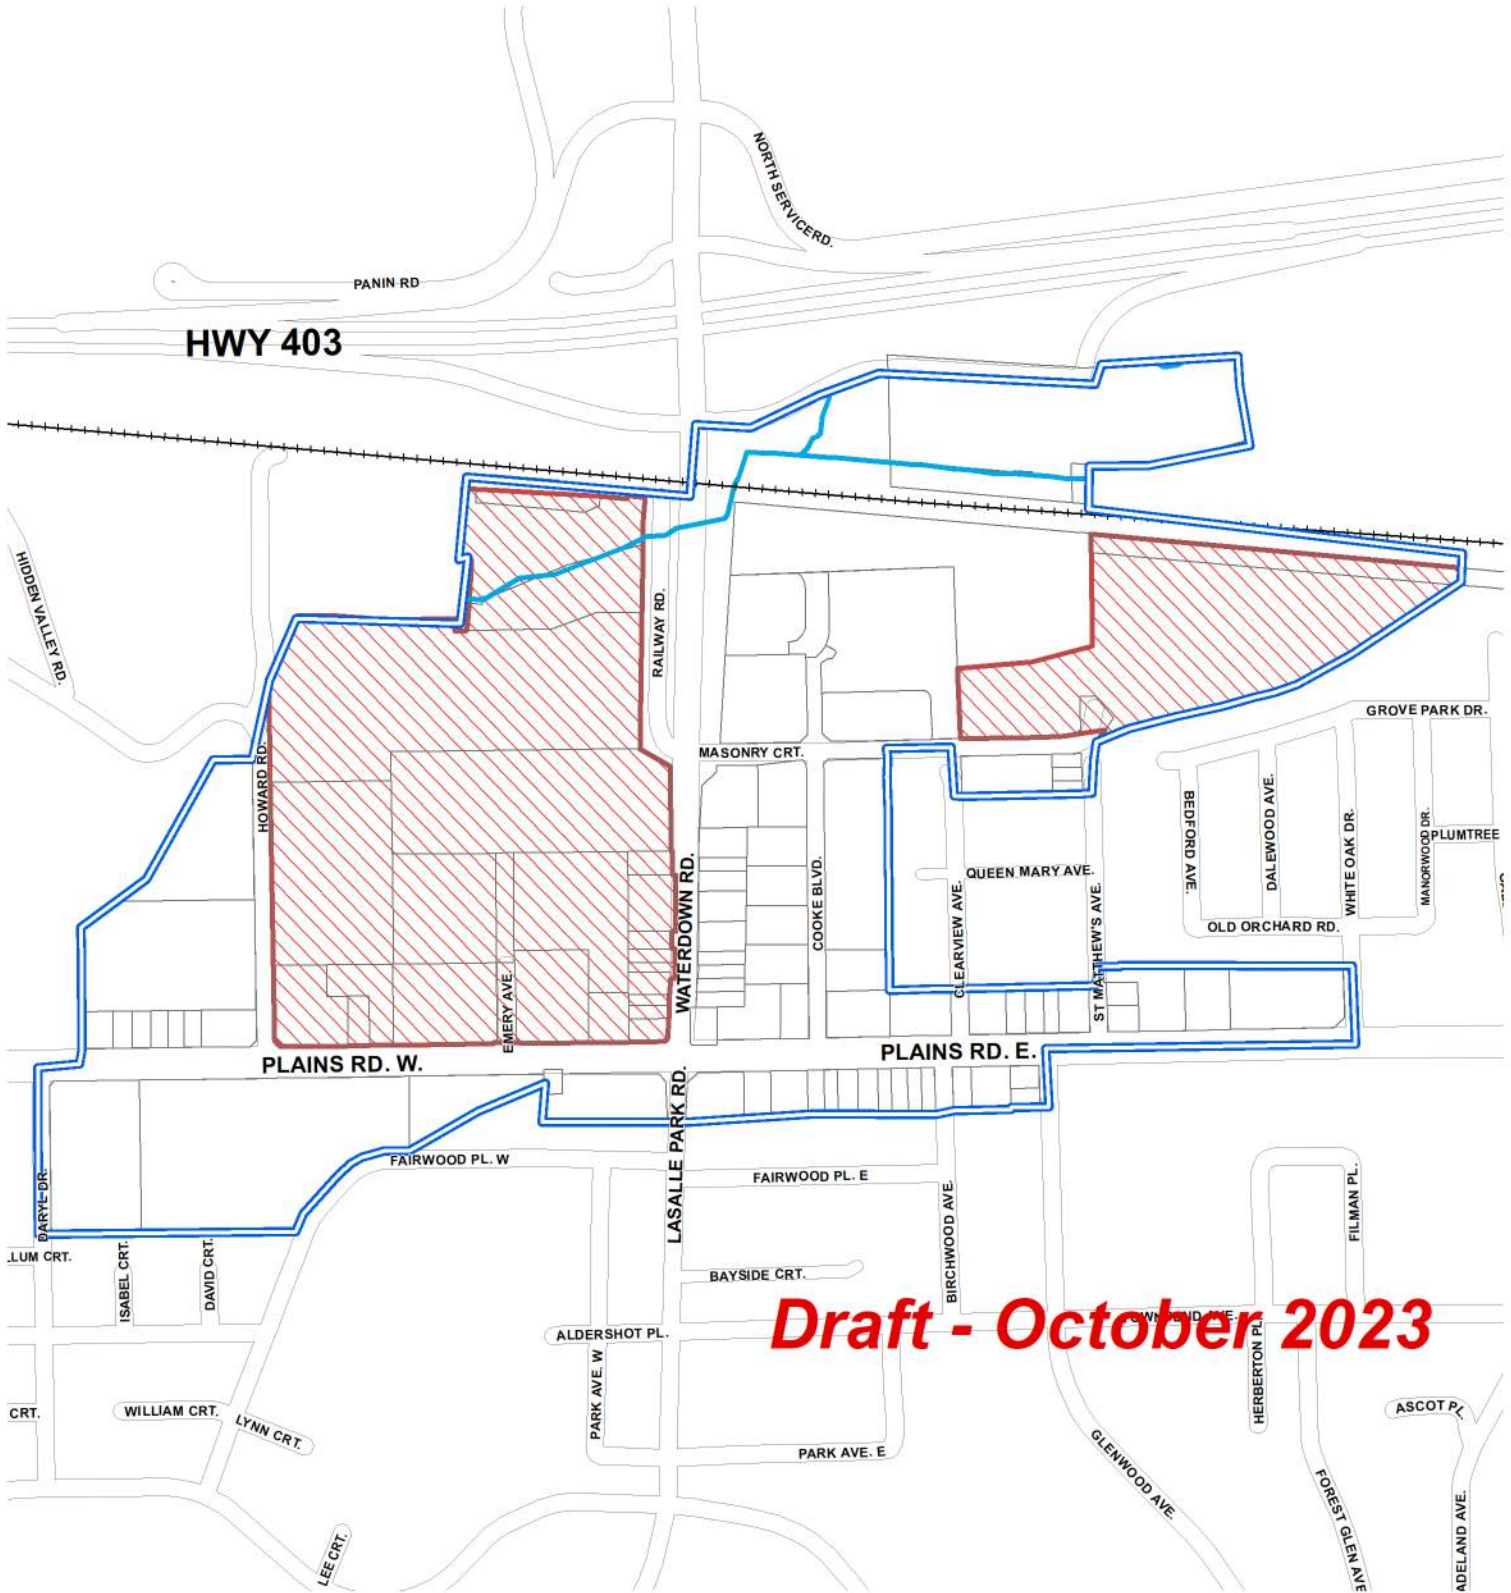 NORTH SERVICERD.
PANIN RD
HWY 403
HIDDEN VALLEY RD.
RAILWAY RD.
GROVE PARK DR.
HOWARD RD.
MASONRY CRT.
BEDFORD AVE.
DALEWOOD AVE.
WHITE OAK DR.
MANORWOOD DR.
PLUMTREE
WATERDOWN RD.
COOKE BLVD.
QUEEN MARY AVE.
CLEARVIEW AVE.
ST MATTHEW'S AVE.
OLD ORCHARD RD.
EMERY AVE.
PLAINS RD. W.
PLAINS RD. E.
LASALLE PARK RD.
FAIRWOOD PL. W
FAIRWOOD PL. E
DARYL DR.
BIRCHWOOD AVE.
FILMAN PL.
LLUM CRT.
ISABEL CRT.
DAVID CRT.
BAYSIDE CRT.
Draft - October 2023
ALDERSHOT PL.
HERBERTON PL.
PARK AVE. W
CRT.
WILLIAM CRT.
LYNN CRT.
PARK AVE. E
ASCOT PL.
GLENWOOD AVE.
FOREST GLEN AVE
ADELAND AVE.
LEE CRT.